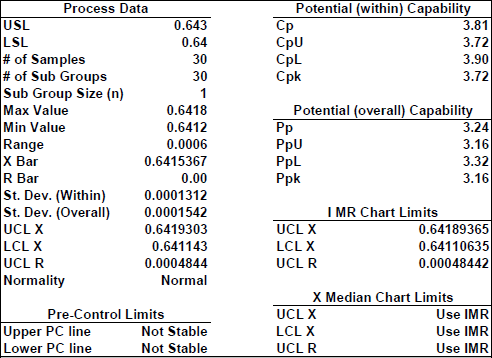 Process Data
USL 0.643
LSL 0.64
# of Samples 30
# of Sub Groups 30
Sub Group Size (n) 1
Max Value 0.6418
Min Value 0.6412
Range 0.0006
X Bar 0.6415367
R Bar 0.00
St. Dev. (Within) 0.0001312
St. Dev. (Overall) 0.0001542
UCL X 0.6419303
LCL X 0.641143
UCL R 0.0004844
Normality Normal
Pre-Control Limits
Upper PC line Not Stable
Lower PC line Not Stable
Potential (within) Capability
Cp 3.81
CpU 3.72
CpL 3.90
Cpk 3.72
Potential (overall) Capability
Pp 3.24
PpU 3.16
PpL 3.32
Ppk 3.16
I MR Chart Limits
UCL X 0.64189365
LCL X 0.64110635
UCL R 0.00048442
X Median Chart Limits
UCL X Use IMR
LCL X Use IMR
UCL R Use IMR